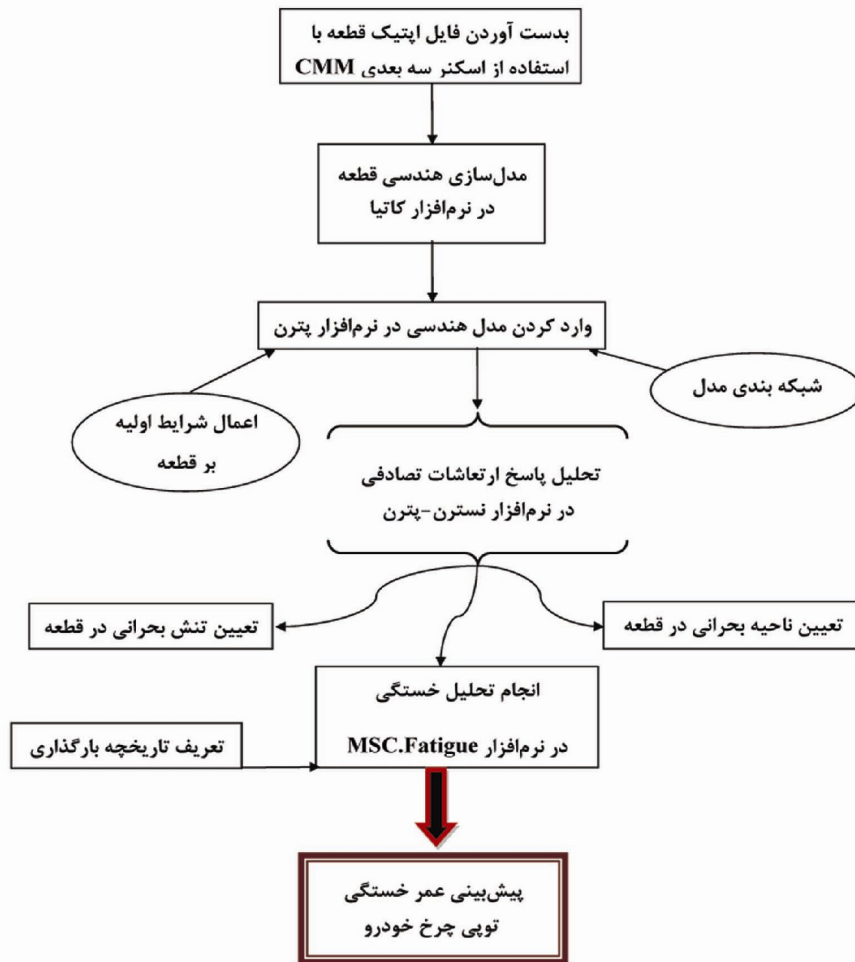 بدست آوردن فایل اپتیک قطعه با
استفاده از اسکنر سه بعدی CMM
مدل‌سازی هندسی قطعه
در نرم‌افزار کاتیا
وارد کردن مدل هندسی در نرم‌افزار پترن
شبکه بندی مدل
اعمال شرایط اولیه
بر قطعه
تحلیل پاسخ ارتعاشات تصادفی
در نرم‌افزار نسترن-پترن
تعیین ناحیه بحرانی در قطعه
تعیین تنش بحرانی در قطعه
انجام تحلیل خستگی
در نرم‌افزار MSC.Fatigue
تعریف تاریخچه بارگذاری
پیش‌بینی عمر خستگی
توپی چرخ خودرو